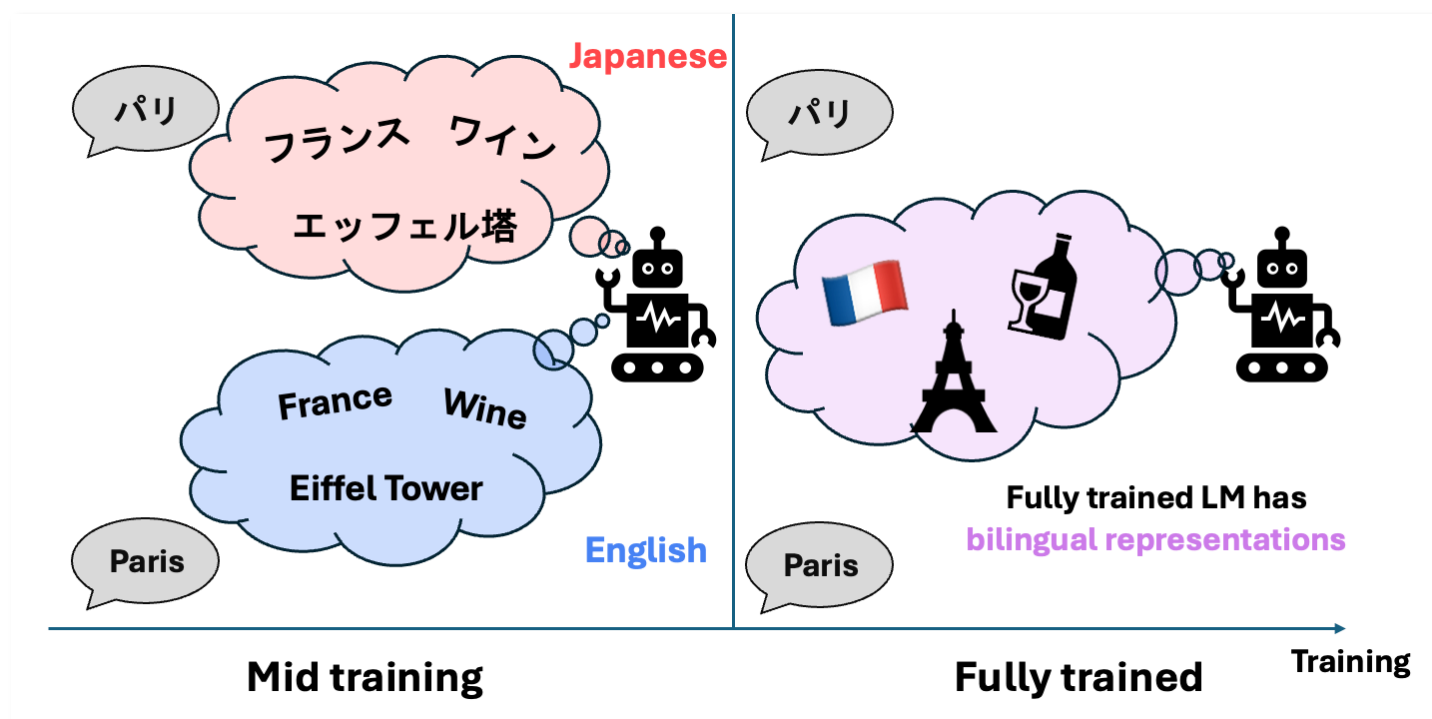 Japanese
パリ
フランス ワイン
エッフェル塔
France Wine
Eiffel Tower
English
Paris
Mid training
パリ
Fully trained LM has
bilingual representations
Paris
Fully trained
Training